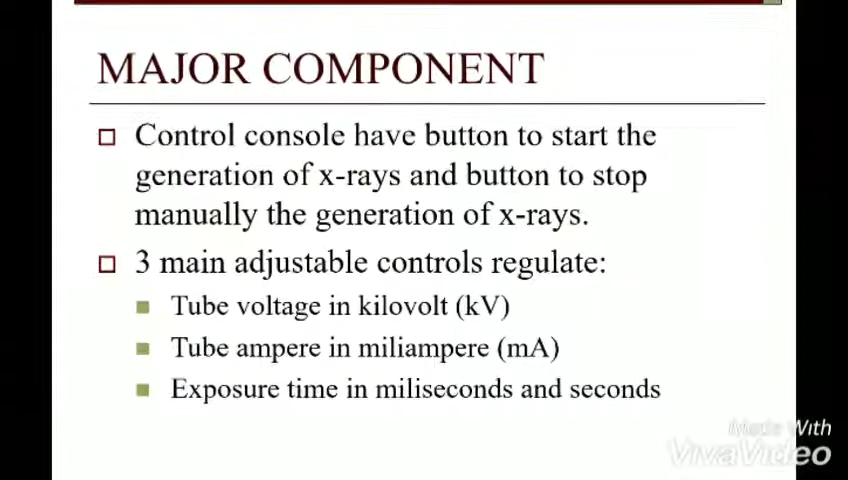 MAJOR COMPONENT
Control console have button to start the
generation of x-rays and button to stop
manually the generation of x-rays.
3 main adjustable controls regulate:
Tube voltage in kilovolt (kV)
Tube ampere in miliampere (mA)
Exposure time in miliseconds and seconds
Made With
VivaVideo